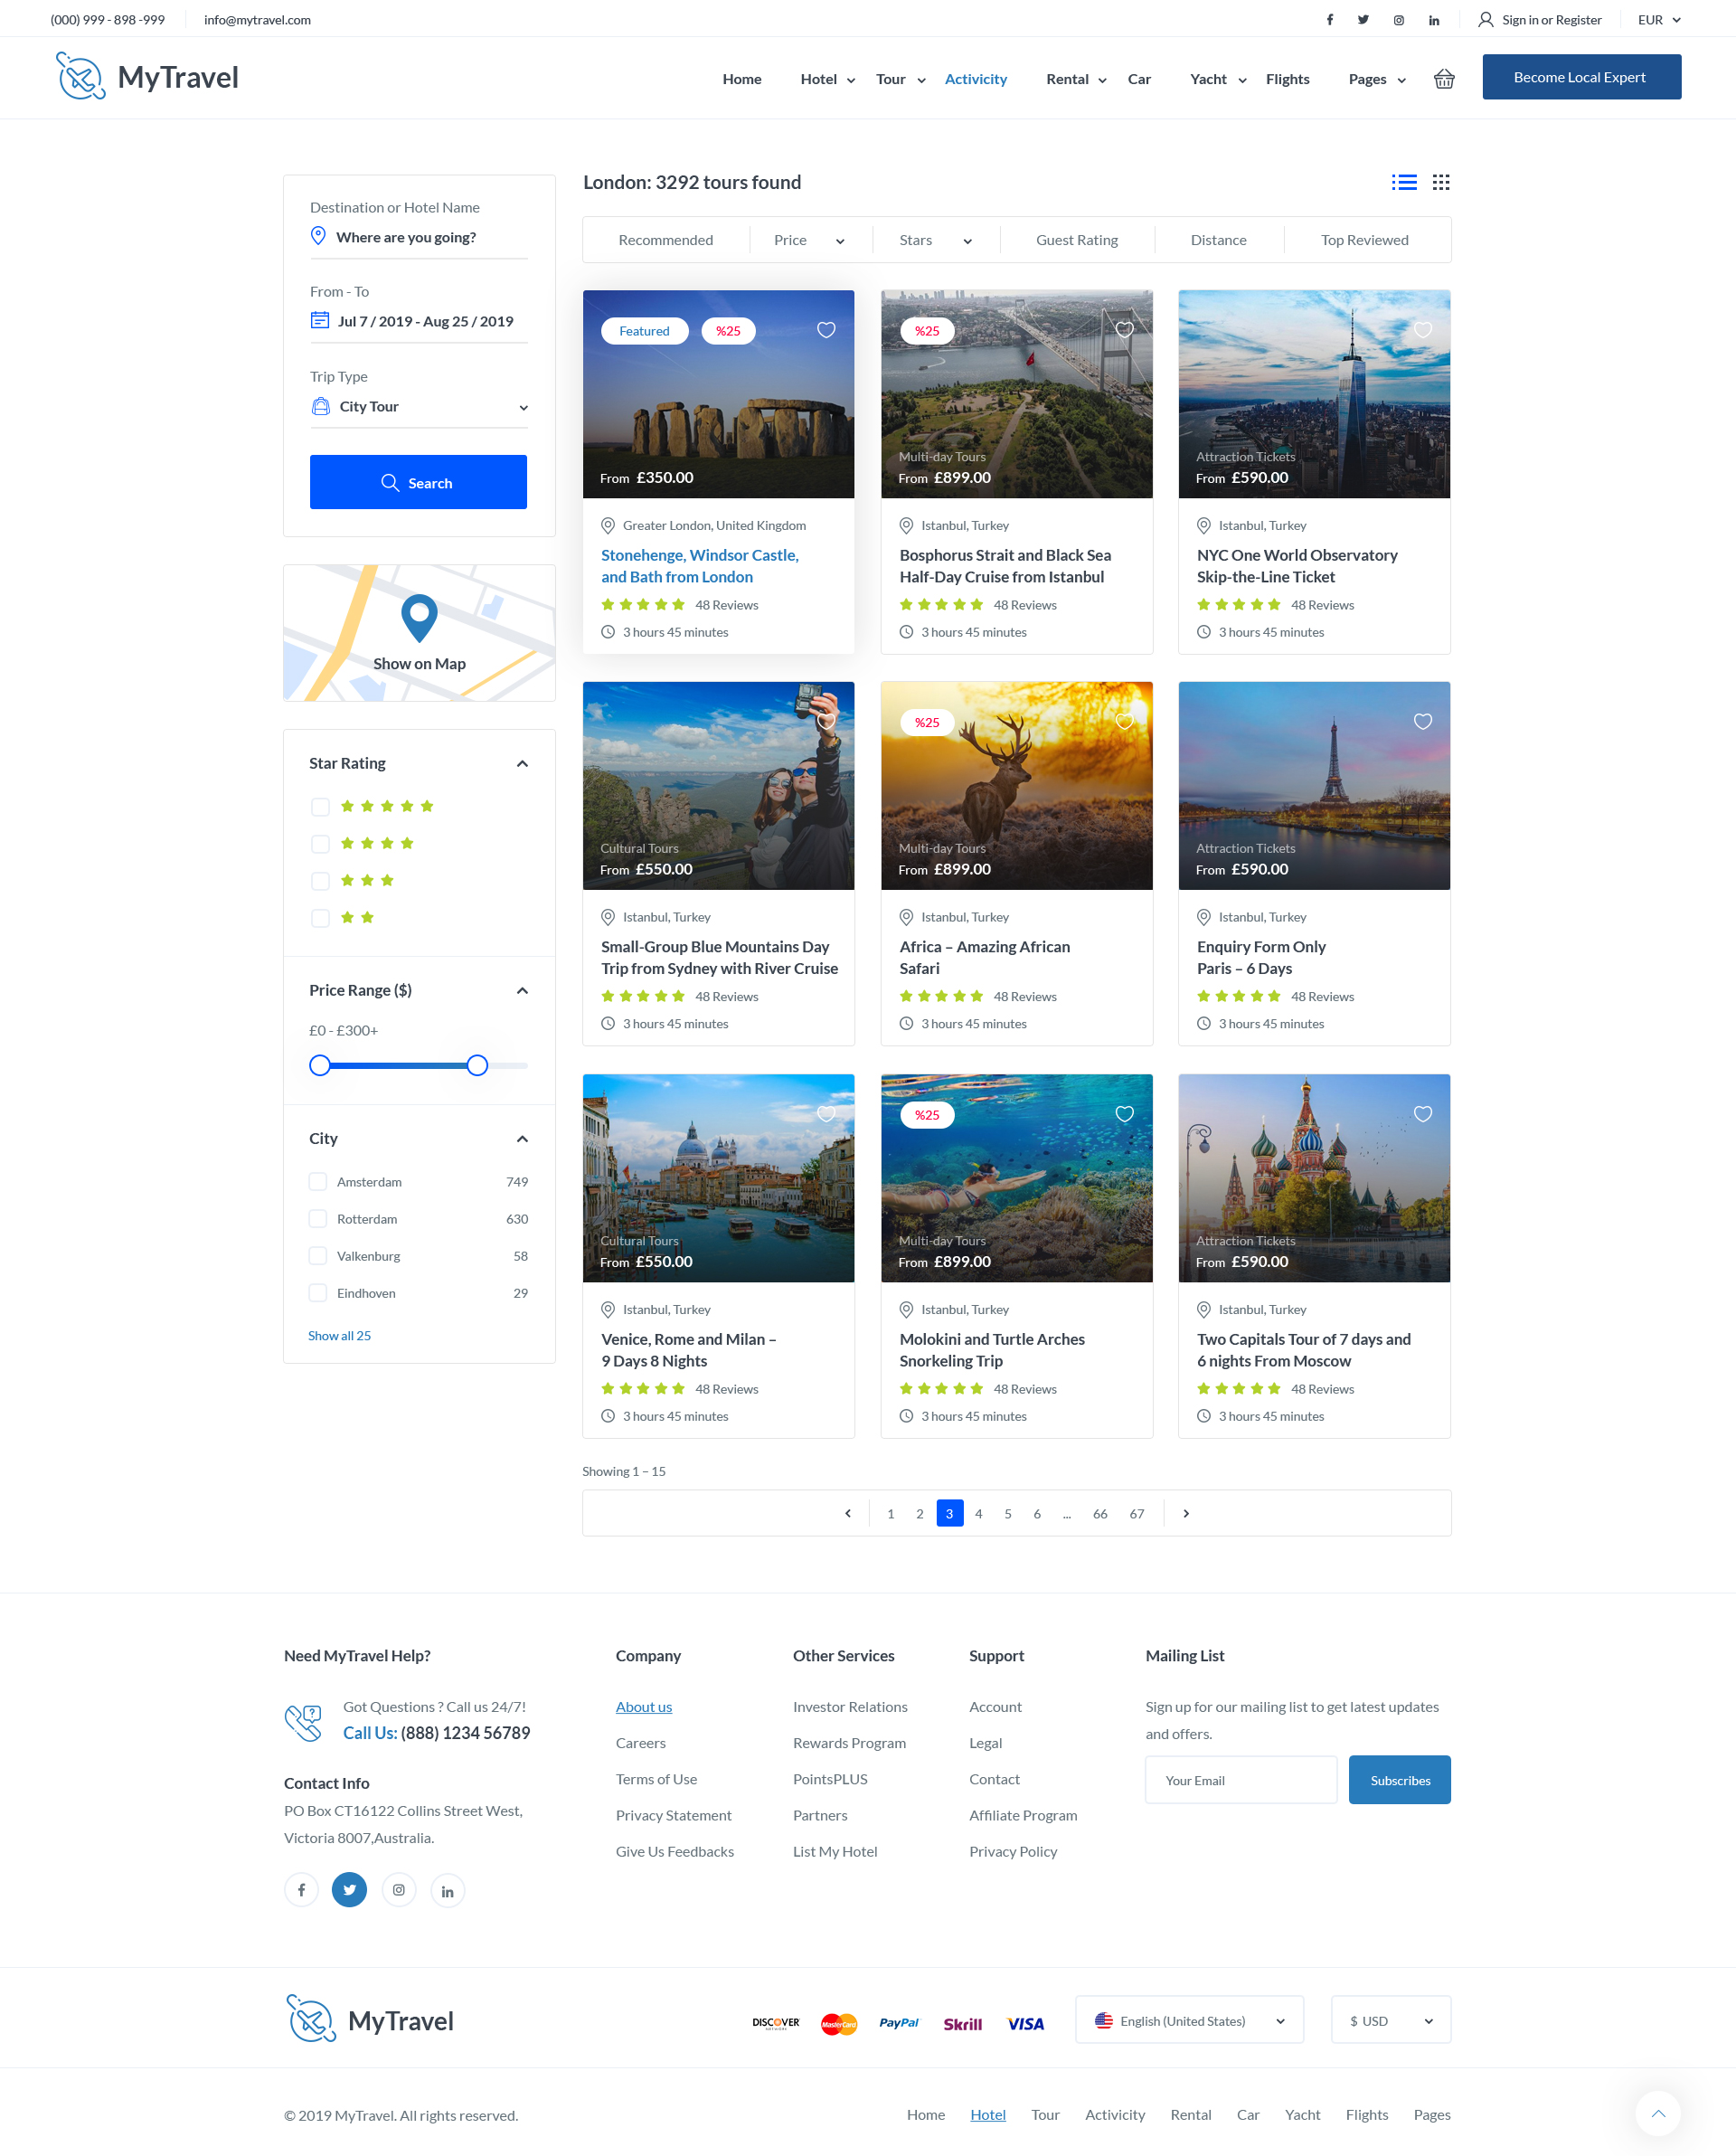 (000) 999 - 898 -999
info@mytravel.com
Sign in or Register
EUR
MyTravel
Home
Hotel
Tour
Activicity
Rental
Car
Yacht
Flights
Pages
Become Local Expert
Destination or Hotel Name
Where are you going?
From - To
Jul 7 / 2019 - Aug 25 / 2019
Trip Type
City Tour
Search
Show on Map
Star Rating
Price Range ($)
£0 - £300+
City
Amsterdam 749
Rotterdam 630
Valkenburg 58
Eindhoven 29
Show all 25
London: 3292 tours found
Recommended
Price
Stars
Guest Rating
Distance
Top Reviewed
Featured
%25
From £350.00
Greater London, United Kingdom
Stonehenge, Windsor Castle,
and Bath from London
48 Reviews
3 hours 45 minutes
%25
Multi-day Tours
From £899.00
Istanbul, Turkey
Bosphorus Strait and Black Sea
Half-Day Cruise from Istanbul
48 Reviews
3 hours 45 minutes
Attraction Tickets
From £590.00
Istanbul, Turkey
NYC One World Observatory
Skip-the-Line Ticket
48 Reviews
3 hours 45 minutes
Cultural Tours
From £550.00
Istanbul, Turkey
Small-Group Blue Mountains Day
Trip from Sydney with River Cruise
48 Reviews
3 hours 45 minutes
%25
Multi-day Tours
From £899.00
Istanbul, Turkey
Africa – Amazing African
Safari
48 Reviews
3 hours 45 minutes
Attraction Tickets
From £590.00
Istanbul, Turkey
Enquiry Form Only
Paris – 6 Days
48 Reviews
3 hours 45 minutes
Cultural Tours
From £550.00
Istanbul, Turkey
Venice, Rome and Milan –
9 Days 8 Nights
48 Reviews
3 hours 45 minutes
%25
Multi-day Tours
From £899.00
Istanbul, Turkey
Molokini and Turtle Arches
Snorkeling Trip
48 Reviews
3 hours 45 minutes
Attraction Tickets
From £590.00
Istanbul, Turkey
Two Capitals Tour of 7 days and
6 nights From Moscow
48 Reviews
3 hours 45 minutes
Showing 1 – 15
1 2 3 4 5 6 ... 66 67
Need MyTravel Help?
Got Questions ? Call us 24/7!
Call Us: (888) 1234 56789
Contact Info
PO Box CT16122 Collins Street West,
Victoria 8007,Australia.
Company
About us
Careers
Terms of Use
Privacy Statement
Give Us Feedbacks
Other Services
Investor Relations
Rewards Program
PointsPLUS
Partners
List My Hotel
Support
Account
Legal
Contact
Affiliate Program
Privacy Policy
Mailing List
Sign up for our mailing list to get latest updates
and offers.
Your Email
Subscribes
MyTravel
DISCOVER
NETWORK
MasterCard
PayPal
Skrill
VISA
English (United States)
$ USD
© 2019 MyTravel. All rights reserved.
Home
Hotel
Tour
Activicity
Rental
Car
Yacht
Flights
Pages